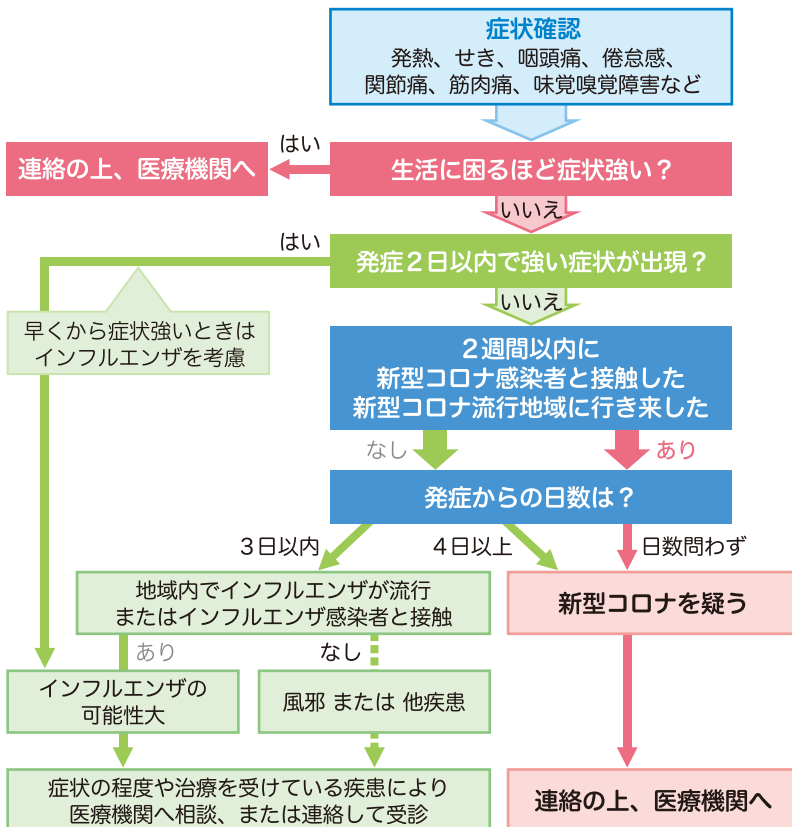 症状確認
発熱、せき、咽頭痛、倦怠感、
関節痛、筋肉痛、味覚嗅覚障害など
はい
連絡の上、医療機関へ
生活に困るほど症状強い？
いいえ
はい
発症２日以内で強い症状が出現？
いいえ
早くから症状強いときは
インフルエンザを考慮
２週間以内に
新型コロナ感染者と接触した
新型コロナ流行地域に行き来した
なし
あり
発症からの日数は？
３日以内
４日以上
日数問わず
地域内でインフルエンザが流行
またはインフルエンザ感染者と接触
新型コロナを疑う
あり
なし
インフルエンザの
可能性大
風邪 または 他疾患
症状の程度や治療を受けている疾患により
医療機関へ相談、または連絡して受診
連絡の上、医療機関へ